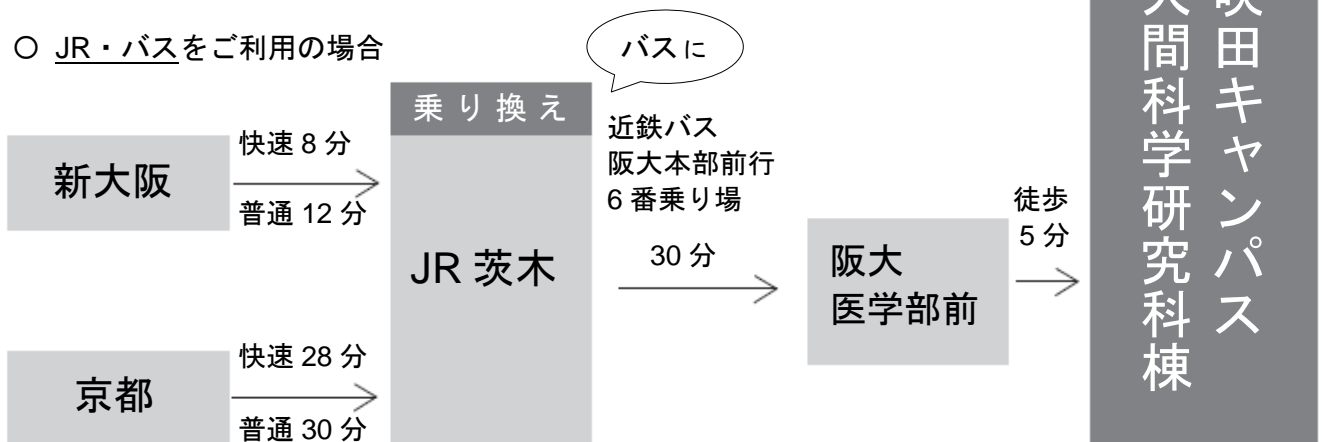 ○ JR・バスをご利用の場合
バスに
新大阪
快速 8 分
普通 12 分
京都
快速 28 分
普通 30 分
乗り換え
JR 茨木
近鉄バス
阪大本部前行
6 番乗り場
30 分
阪大
医学部前
徒歩
5 分
田キャンパス
間科学研究科棟